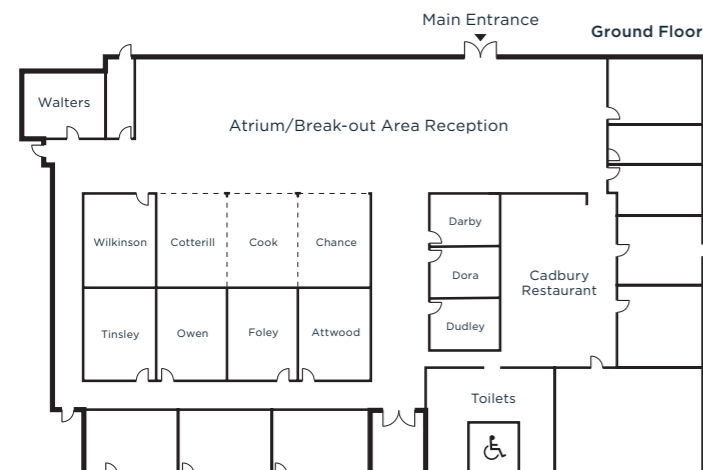 Main Entrance
Ground Floor
Walters
Atrium/Break-out Area Reception
Wilkinson
Cotterill
Cook
Chance
Darby
Dora
Cadbury
Restaurant
Tinsley
Owen
Foley
Attwood
Dudley
Toilets